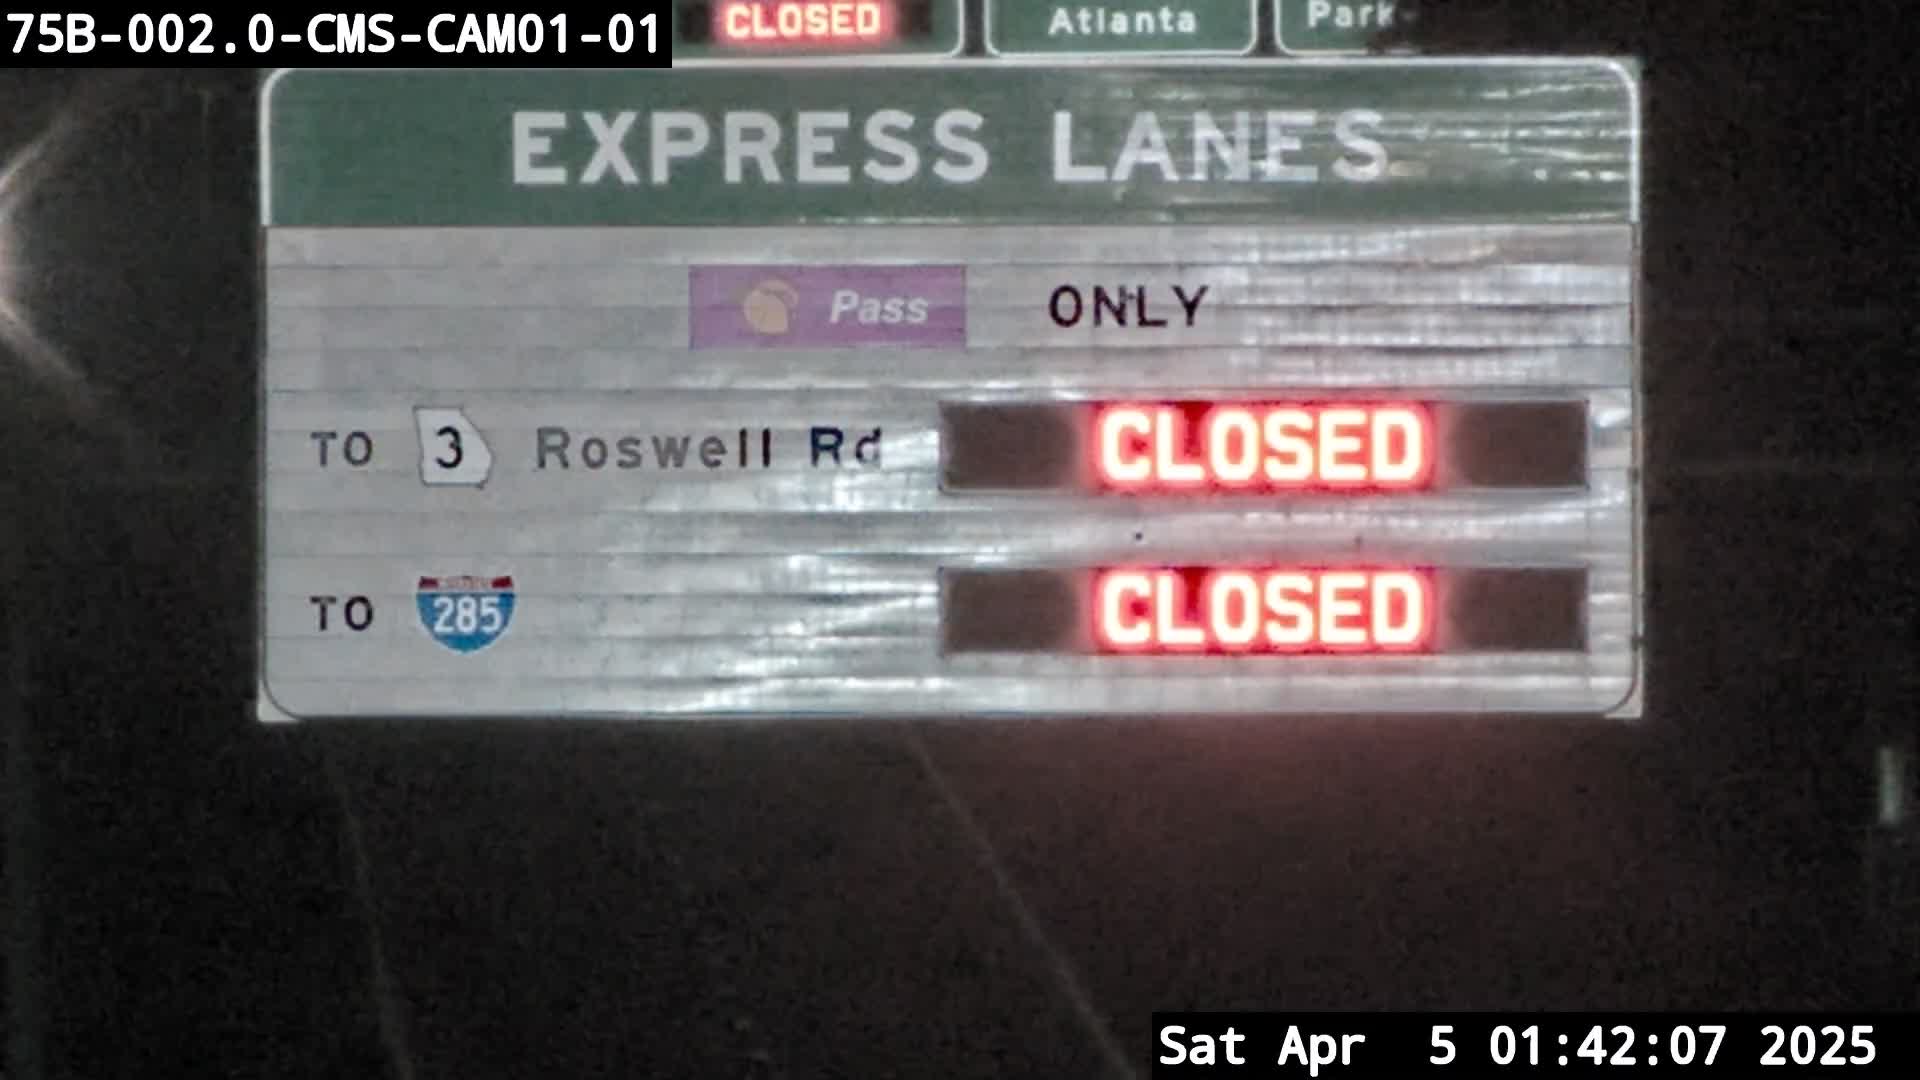 75B-002.0-CMS-CAM01-01
CLOSED
Atlanta
Park
EXPRESS LANES
Pass ONLY
TO 3 Roswell Rd CLOSED
TO 285 CLOSED
Sat Apr 5 01:42:07 2025